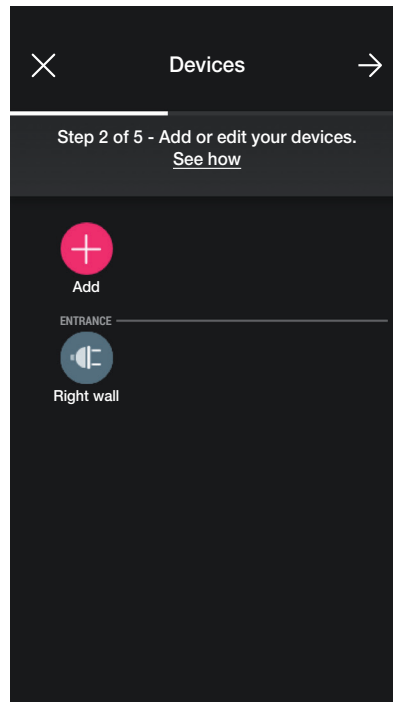 Devices
Step 2 of 5 - Add or edit your devices.
See how
Add
ENTRANCE
Right wall